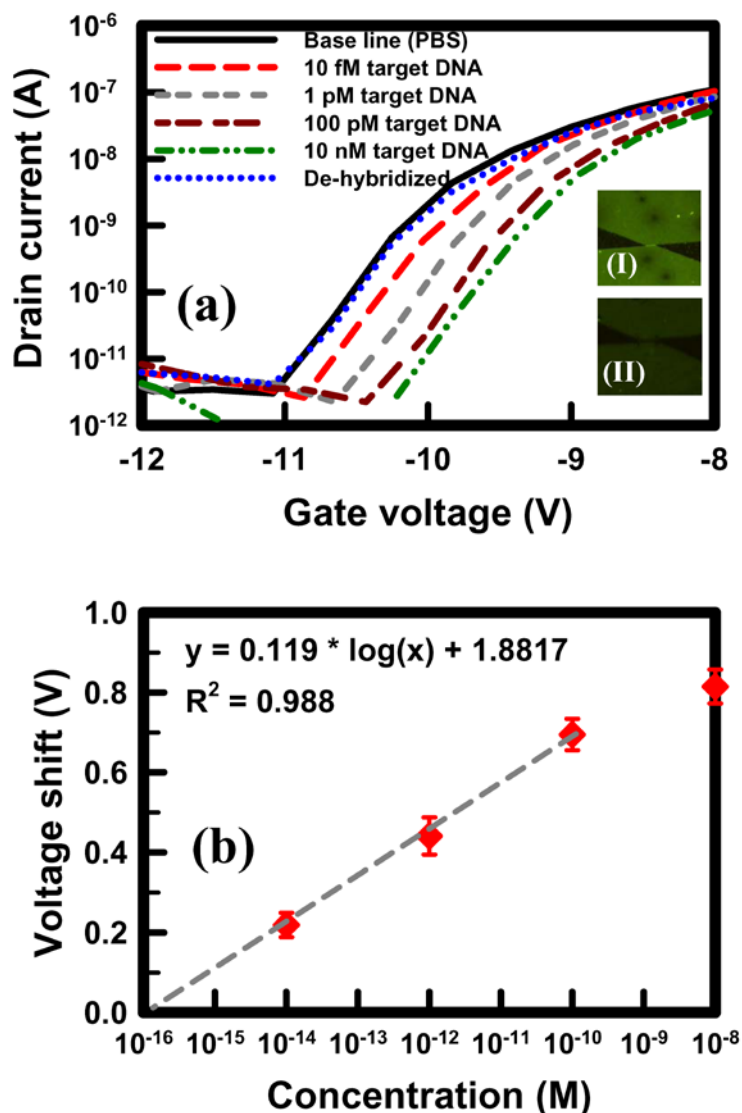 10⁻⁶
10⁻⁷
10⁻⁸
10⁻⁹
10⁻¹⁰
10⁻¹¹
10⁻¹²
Drain current (A)
Base line (PBS)
10 fM target DNA
1 pM target DNA
100 pM target DNA
10 nM target DNA
De-hybridized
(a)
(I)
(II)
-12 -11 -10 -9 -8
Gate voltage (V)
1.0
0.8
0.6
0.4
0.2
0.0
Voltage shift (V)
y = 0.119 * log(x) + 1.8817
R² = 0.988
(b)
10⁻¹⁶ 10⁻¹⁵ 10⁻¹⁴ 10⁻¹³ 10⁻¹² 10⁻¹¹ 10⁻¹⁰ 10⁻⁹ 10⁻⁸
Concentration (M)